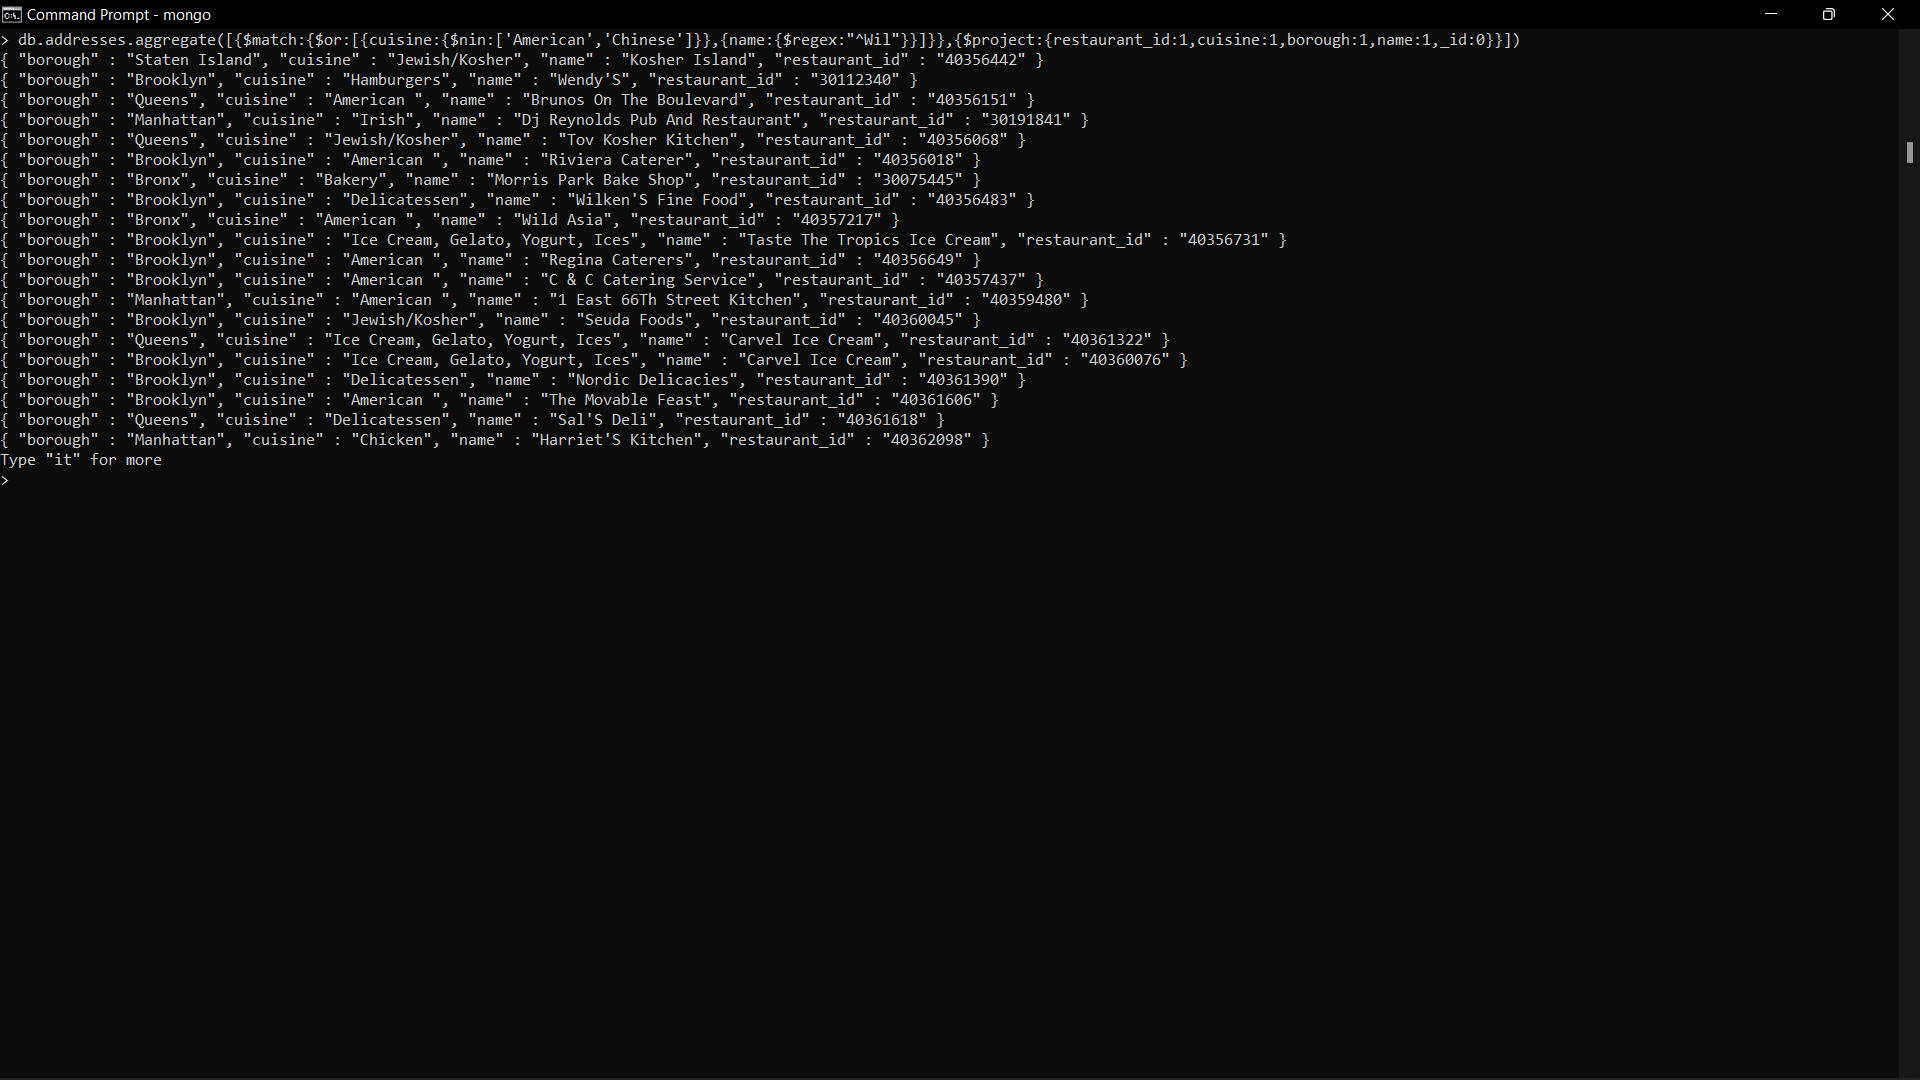 Command Prompt - mongo
> db.addresses.aggregate([{$match:{$or:[{cuisine:{$nin:['American','Chinese']}},{name:{$regex:"^Wil"}}]}},{$project:{restaurant_id:1,cuisine:1,borough:1,name:1,_id:0}}])
{ "borough" : "Staten Island", "cuisine" : "Jewish/Kosher", "name" : "Kosher Island", "restaurant_id" : "40356442" }
{ "borough" : "Brooklyn", "cuisine" : "Hamburgers", "name" : "Wendy'S", "restaurant_id" : "30112340" }
{ "borough" : "Queens", "cuisine" : "American ", "name" : "Brunos On The Boulevard", "restaurant_id" : "40356151" }
{ "borough" : "Manhattan", "cuisine" : "Irish", "name" : "Dj Reynolds Pub And Restaurant", "restaurant_id" : "30191841" }
{ "borough" : "Queens", "cuisine" : "Jewish/Kosher", "name" : "Tov Kosher Kitchen", "restaurant_id" : "40356068" }
{ "borough" : "Brooklyn", "cuisine" : "American ", "name" : "Riviera Caterer", "restaurant_id" : "40356018" }
{ "borough" : "Bronx", "cuisine" : "Bakery", "name" : "Morris Park Bake Shop", "restaurant_id" : "30075445" }
{ "borough" : "Brooklyn", "cuisine" : "Delicatessen", "name" : "Wilken'S Fine Food", "restaurant_id" : "40356483" }
{ "borough" : "Bronx", "cuisine" : "American ", "name" : "Wild Asia", "restaurant_id" : "40357217" }
{ "borough" : "Brooklyn", "cuisine" : "Ice Cream, Gelato, Yogurt, Ices", "name" : "Taste The Tropics Ice Cream", "restaurant_id" : "40356731" }
{ "borough" : "Brooklyn", "cuisine" : "American ", "name" : "Regina Caterers", "restaurant_id" : "40356649" }
{ "borough" : "Brooklyn", "cuisine" : "American ", "name" : "C & C Catering Service", "restaurant_id" : "40357437" }
{ "borough" : "Manhattan", "cuisine" : "American ", "name" : "1 East 66Th Street Kitchen", "restaurant_id" : "40359480" }
{ "borough" : "Brooklyn", "cuisine" : "Jewish/Kosher", "name" : "Seuda Foods", "restaurant_id" : "40360045" }
{ "borough" : "Queens", "cuisine" : "Ice Cream, Gelato, Yogurt, Ices", "name" : "Carvel Ice Cream", "restaurant_id" : "40361322" }
{ "borough" : "Brooklyn", "cuisine" : "Ice Cream, Gelato, Yogurt, Ices", "name" : "Carvel Ice Cream", "restaurant_id" : "40360076" }
{ "borough" : "Brooklyn", "cuisine" : "Delicatessen", "name" : "Nordic Delicacies", "restaurant_id" : "40361390" }
{ "borough" : "Brooklyn", "cuisine" : "American ", "name" : "The Movable Feast", "restaurant_id" : "40361606" }
{ "borough" : "Queens", "cuisine" : "Delicatessen", "name" : "Sal'S Deli", "restaurant_id" : "40361618" }
{ "borough" : "Manhattan", "cuisine" : "Chicken", "name" : "Harriet'S Kitchen", "restaurant_id" : "40362098" }
Type "it" for more
>